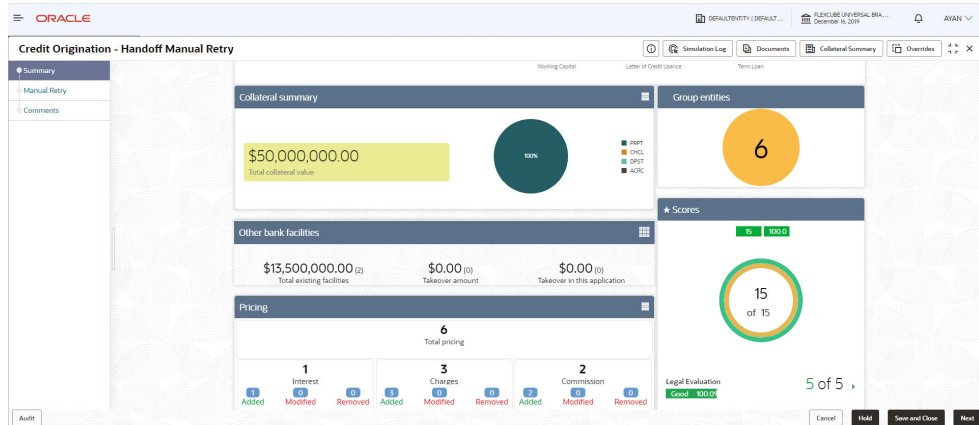 ORACLE
DEFAULTENTITY ( DEFAULT...
FLEXCUBE UNIVERSAL BRA...
December 16, 2019
AYAN
Credit Origination - Handoff Manual Retry
Simulation Log
Documents
Collateral Summary
Overrides
Summary
Manual Retry
Comments
Working Capital
Letter of Credit Usance
Term Loan
Collateral summary
$50,000,000.00
Total collateral value
100%
PRPT
CHCL
DPST
ACRC
Group entities
6
Other bank facilities
$13,500,000.00 (2)
Total existing facilities
$0.00 (0)
Takeover amount
$0.00 (0)
Takeover in this application
Scores
15 100.0
15
of 15
Legal Evaluation
Good 100.0%
5 of 5
Pricing
6
Total pricing
1
Interest
1 0 0
Added Modified Removed
3
Charges
3 0 0
Added Modified Removed
2
Commission
2 0 0
Added Modified Removed
Audit
Cancel
Hold
Save and Close
Next